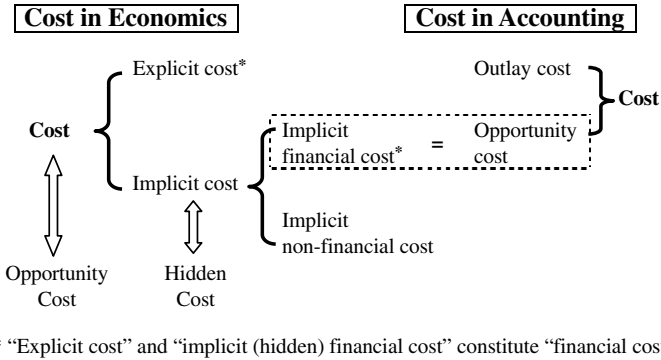 Cost in Economics
Cost in Accounting
Explicit cost*
Outlay cost
Cost
Cost
Implicit financial cost*
=
Opportunity cost
Implicit cost
Implicit non-financial cost
Opportunity Cost
Hidden Cost
* “Explicit cost” and “implicit (hidden) financial cost” constitute “financial cos